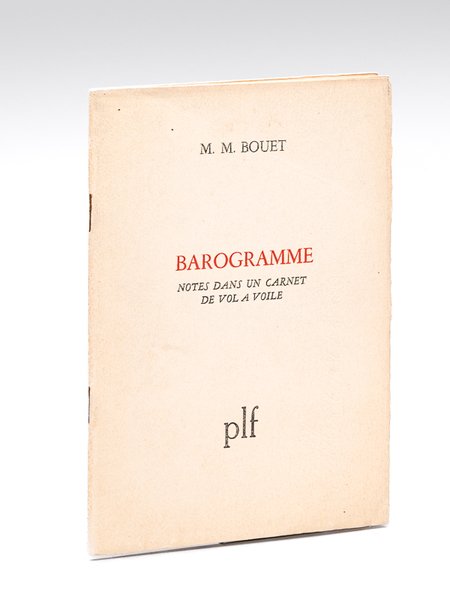 M. M. BOUET
BAROGRAMME
NOTES DANS UN CARNET
DE VOL A VOILE
plf